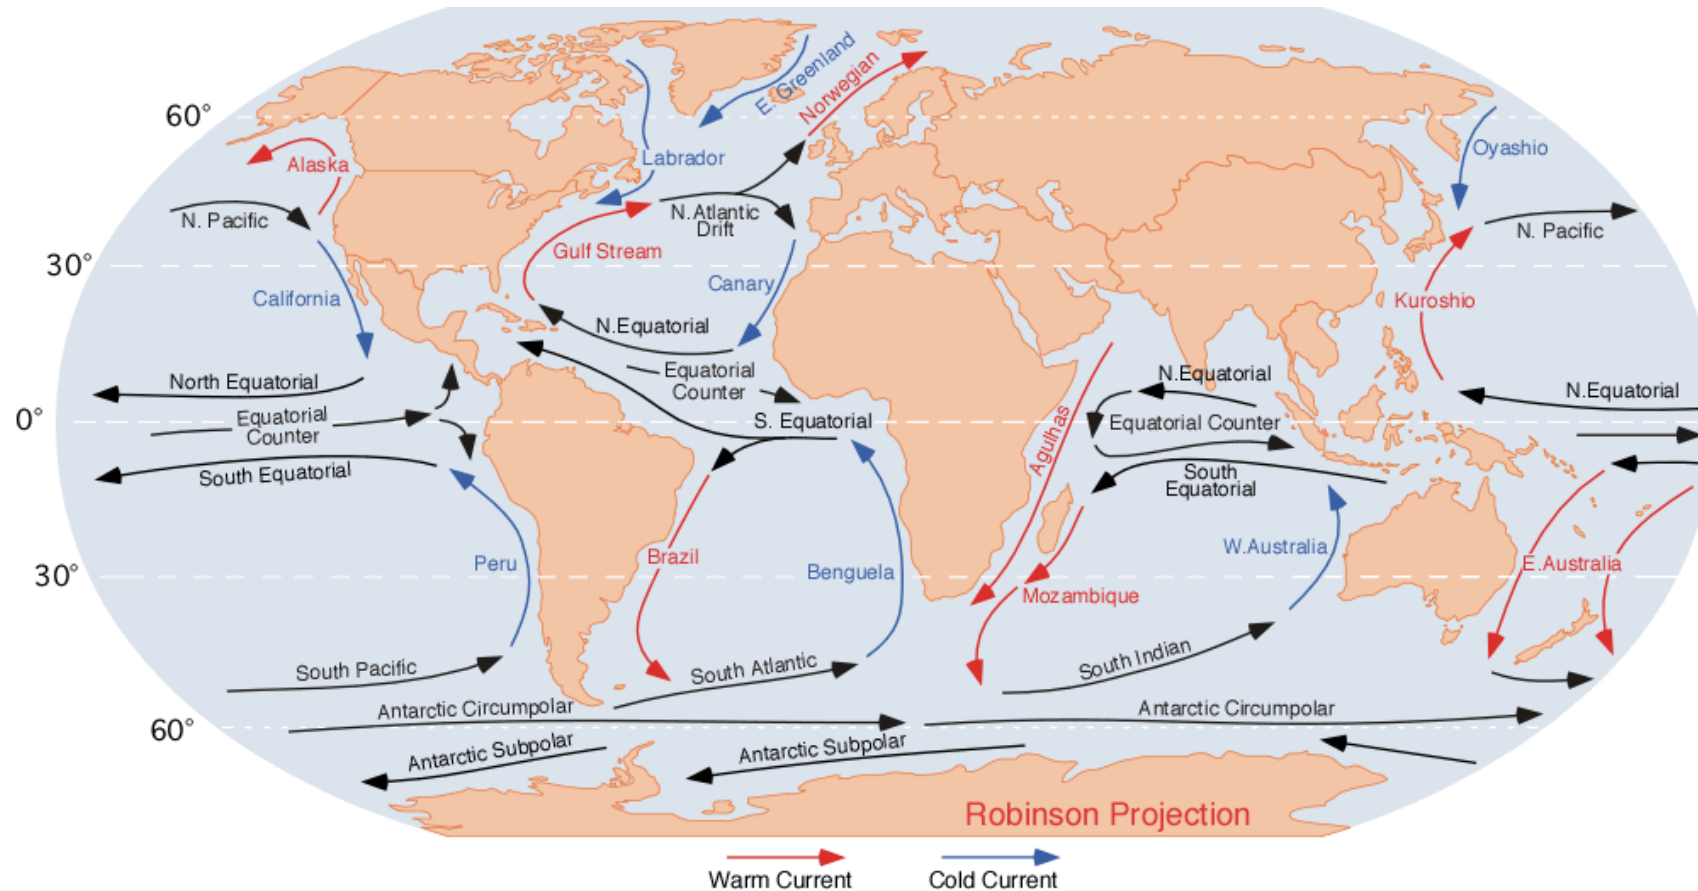 E. Greenland
Norwegian
60°
Alaska
Labrador
Oyashio
N. Pacific
N.Atlantic
Drift
N. Pacific
Gulf Stream
30°
California
Canary
Kuroshio
N.Equatorial
North Equatorial
Equatorial
Counter
N.Equatorial
N.Equatorial
0°
Equatorial
Counter
S. Equatorial
Equatorial Counter
Agulhas
South Equatorial
South
Equatorial
Peru
Brazil
Benguela
W.Australia
E.Australia
30°
Mozambique
South Pacific
South Atlantic
South Indian
Antarctic Circumpolar
Antarctic Circumpolar
60°
Antarctic Subpolar
Antarctic Subpolar
Robinson Projection
Warm Current
Cold Current